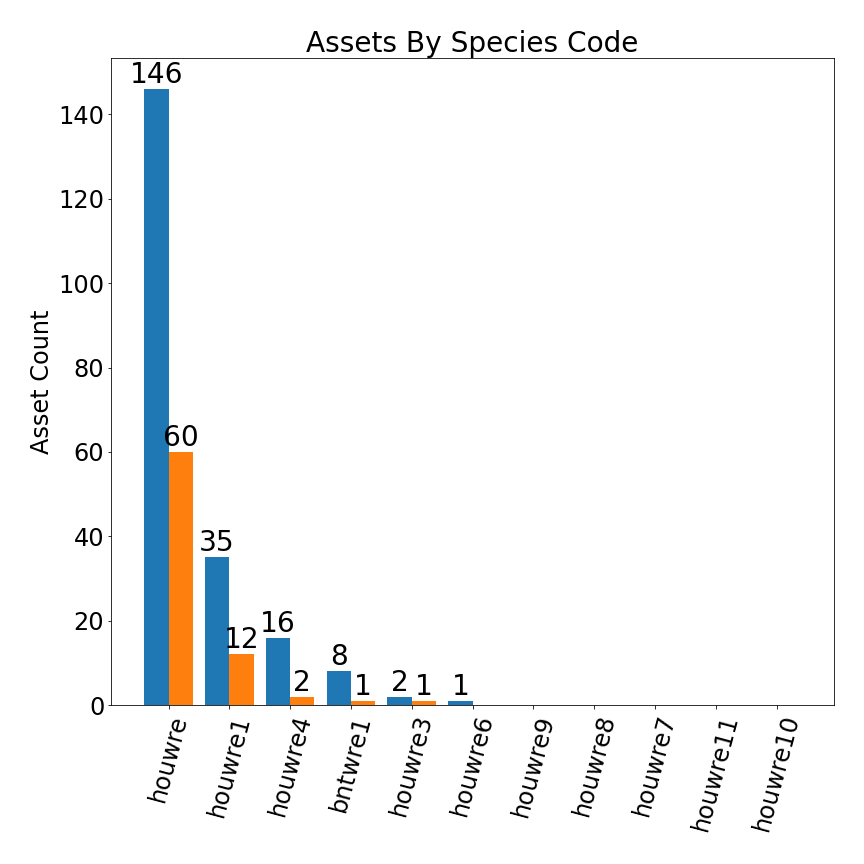 Assets By Species Code
Asset Count
140
120
100
80
60
40
20
0
146
60
35
12
16
2
8
1
2
1
1
houwre
houwre1
houwre4
bntwre1
houwre3
houwre6
houwre9
houwre8
houwre7
houwre11
houwre10